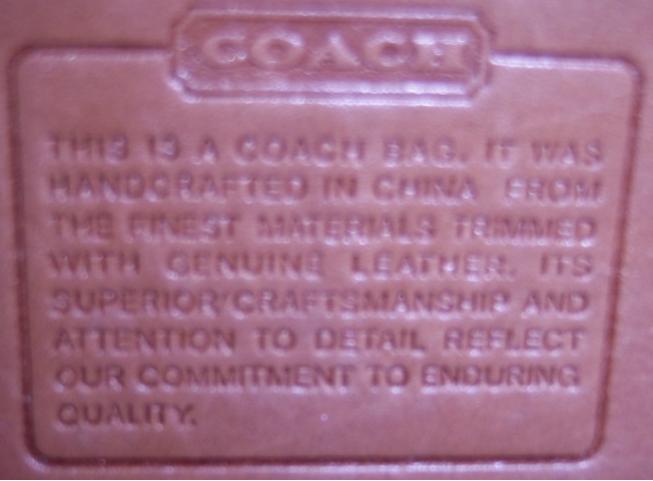 COACH
THIS IS A COACH BAG. IT WAS
HANDCRAFTED IN CHINA FROM
THE FINEST MATERIALS TRIMMED
WITH GENUINE LEATHER. ITS
SUPERIOR CRAFTSMANSHIP AND
ATTENTION TO DETAIL REFLECT
OUR COMMITMENT TO ENDURING
QUALITY.